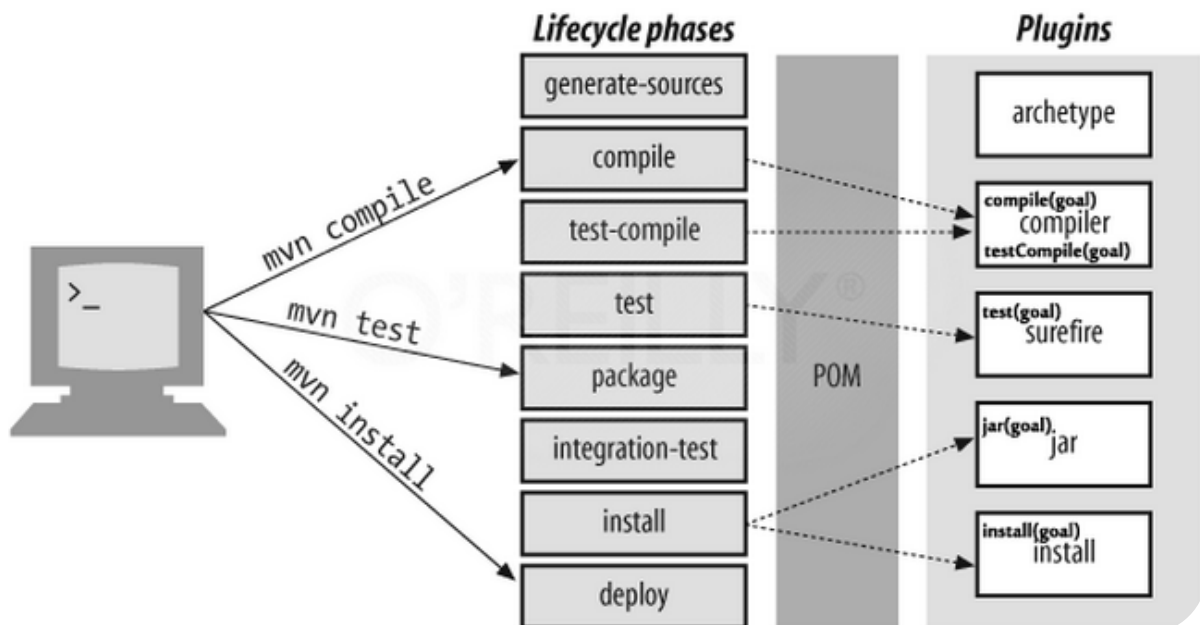 Lifecycle phases
Plugins
generate-sources
compile
test-compile
test
package
integration-test
install
deploy
mvn compile
mvn test
mvn install
>_
O'REILLY®
POM
archetype
compile(goal)
compiler
testCompile(goal)
test(goal)
surefire
jar(goal)
jar
install(goal)
install